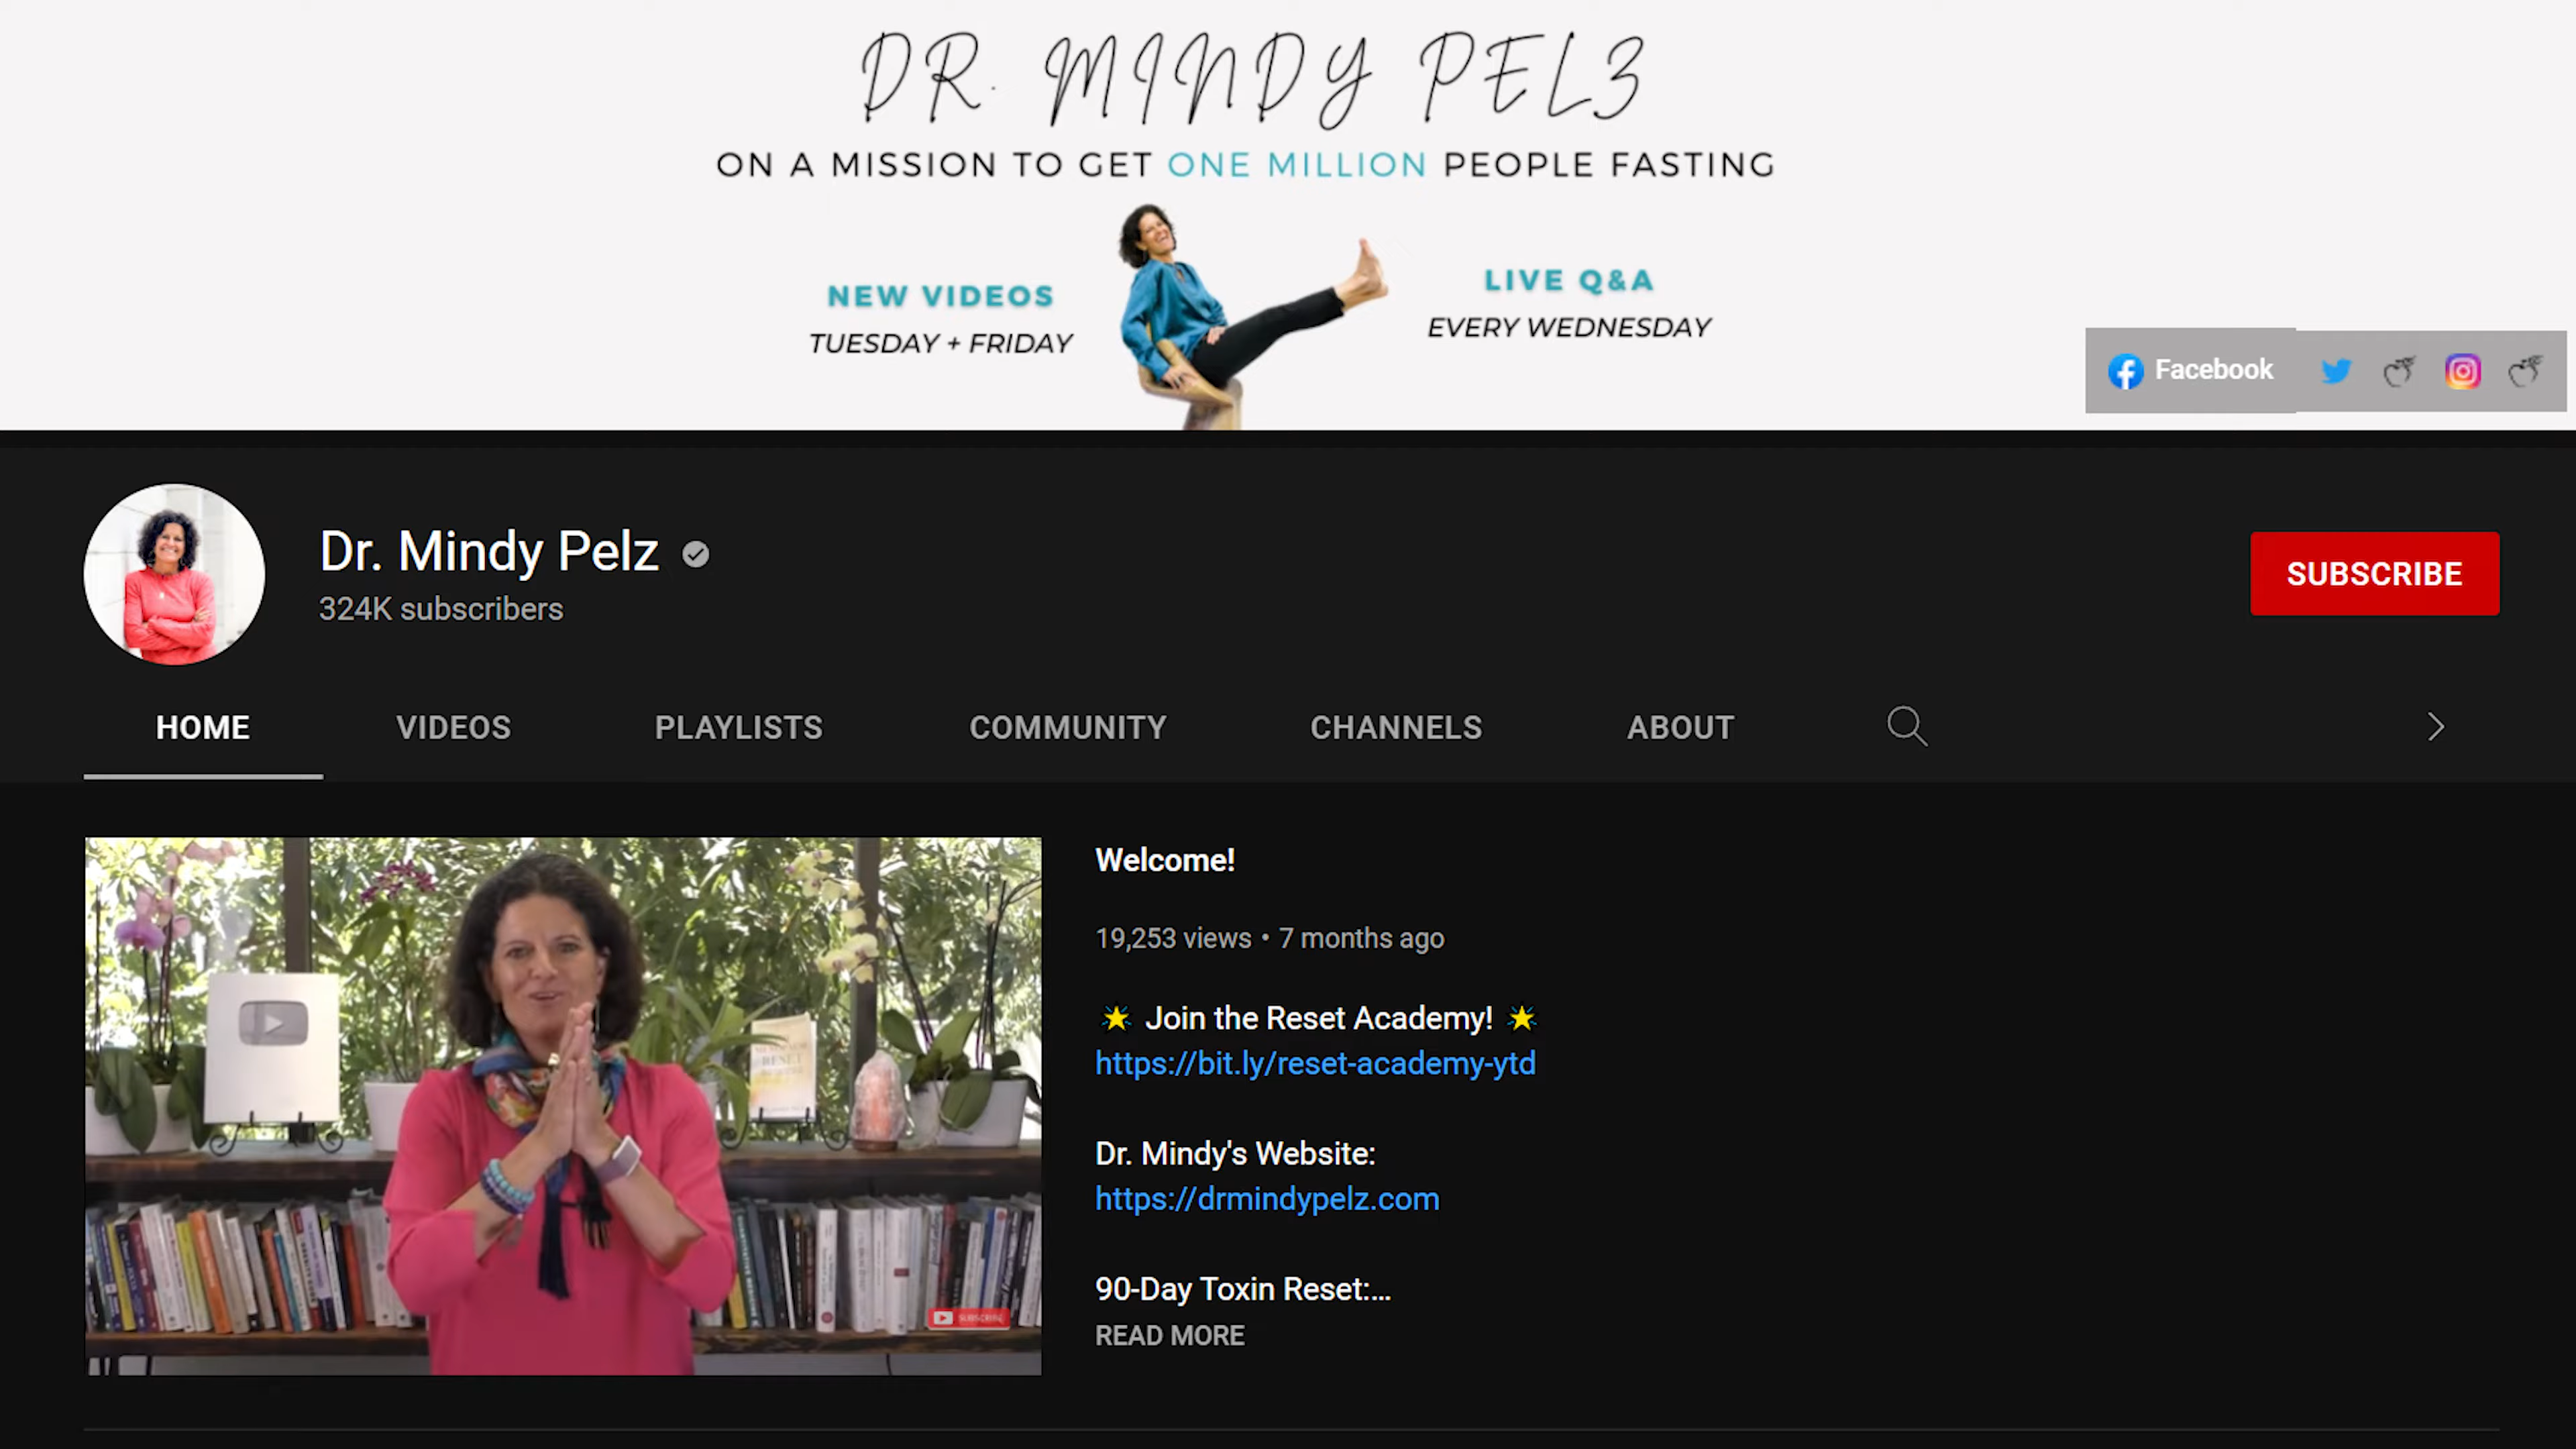 DR. MINDY PELZ
ON A MISSION TO GET ONE MILLION PEOPLE FASTING
NEW VIDEOS
TUESDAY + FRIDAY
LIVE Q&A
EVERY WEDNESDAY
Facebook
Dr. Mindy Pelz
324K subscribers
SUBSCRIBE
HOME
VIDEOS
PLAYLISTS
COMMUNITY
CHANNELS
ABOUT
RESET
SUBSCRIBE
Welcome!
19,253 views • 7 months ago
🌟 Join the Reset Academy! 🌟
https://bit.ly/reset-academy-ytd
Dr. Mindy's Website:
https://drmindypelz.com
90-Day Toxin Reset:...
READ MORE